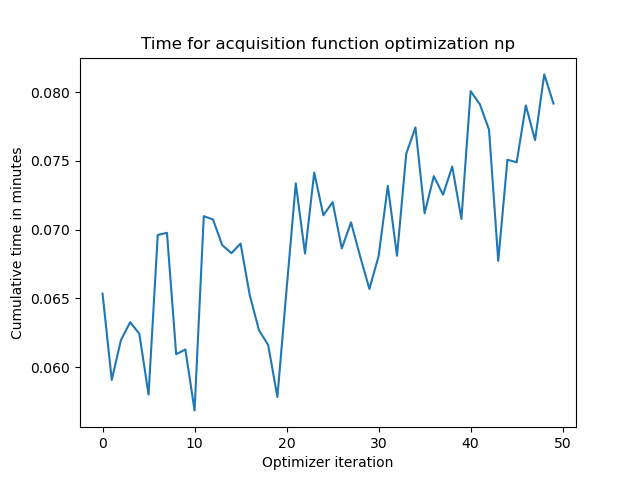 Time for acquisition function optimization np
0.080
0.075
0.070
0.065
0.060
Cumulative time in minutes
0 10 20 30 40 50
Optimizer iteration